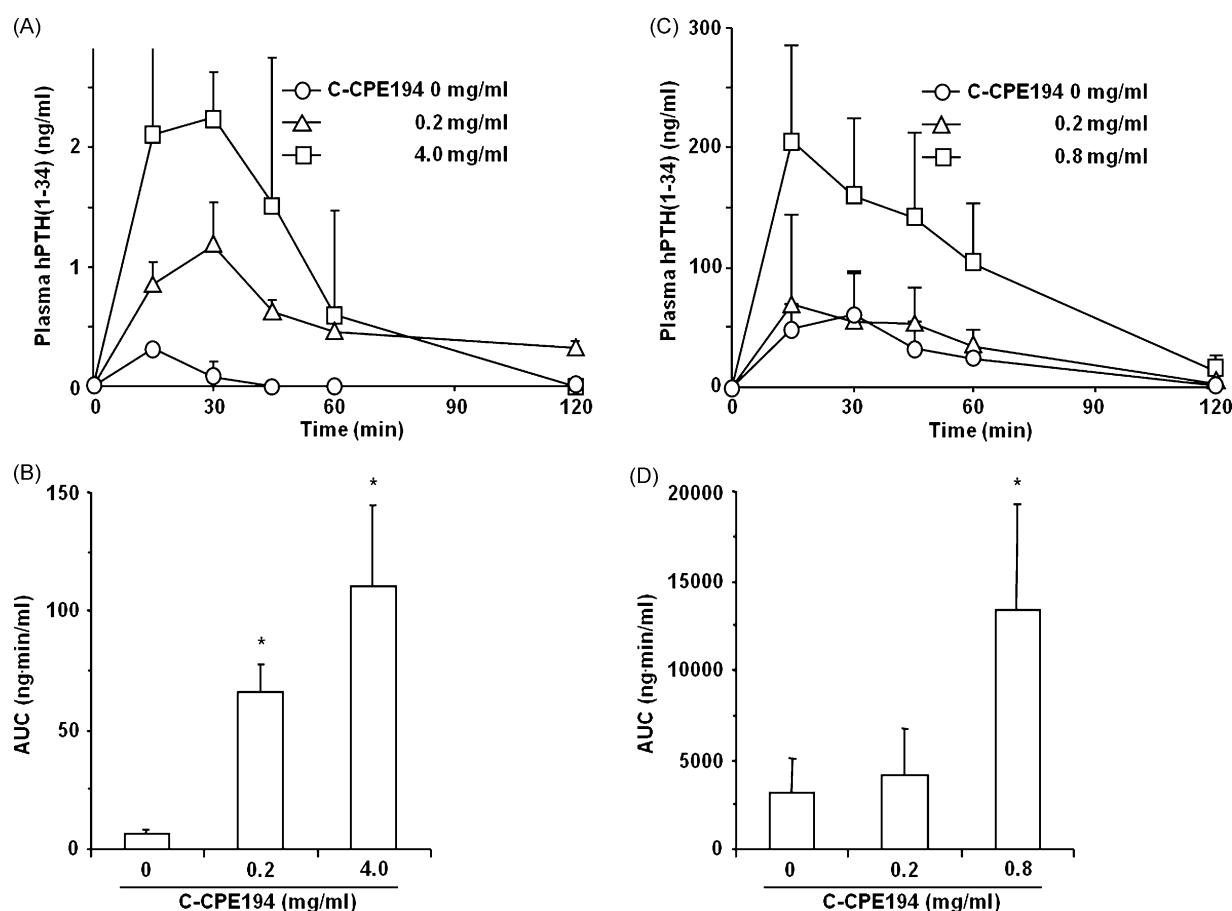 (A)
Plasma hPTH(1-34) (ng/ml)
2
1
0
C-CPE194 0 mg/ml
0.2 mg/ml
4.0 mg/ml
0 30 60 90 120
Time (min)
(C)
Plasma hPTH(1-34) (ng/ml)
300
200
100
0
C-CPE194 0 mg/ml
0.2 mg/ml
0.8 mg/ml
0 30 60 90 120
Time (min)
(B)
AUC (ng·min/ml)
150
100
50
0
*
*
0 0.2 4.0
C-CPE194 (mg/ml)
(D)
AUC (ng·min/ml)
20000
15000
10000
5000
0
*
0 0.2 0.8
C-CPE194 (mg/ml)